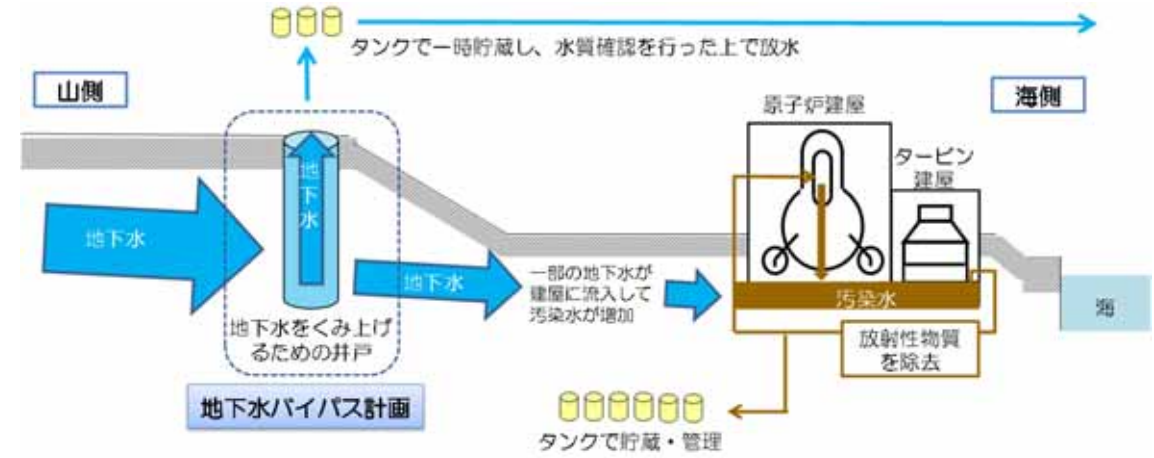 タンクで一時貯蔵し、水質確認を行った上で放水
山側
海側
原子炉建屋
タービン
建屋
地下水
地下水
地下水
一部の地下水が
建屋に流入して
汚染水が増加
汚染水
海
地下水をくみ上げ
るための井戸
放射性物質
を除去
地下水バイパス計画
タンクで貯蔵・管理